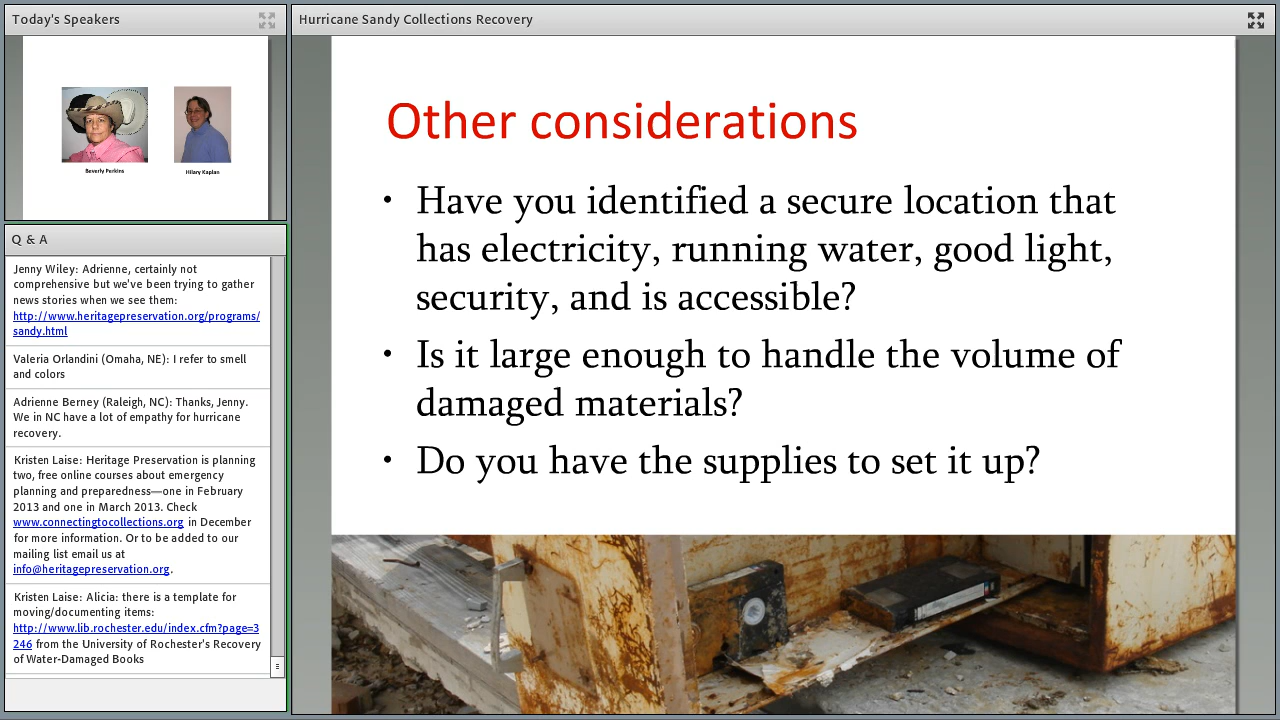 Today's Speakers
Beverly Perkins
Hilary Kaplan
Q & A
Jenny Wiley: Adrienne, certainly not
comprehensive but we've been trying to gather
news stories when we see them:
http://www.heritagepreservation.org/programs/
sandy.html
Valeria Orlandini (Omaha, NE): I refer to smell
and colors
Adrienne Berney (Raleigh, NC): Thanks, Jenny.
We in NC have a lot of empathy for hurricane
recovery.
Kristen Laise: Heritage Preservation is planning
two, free online courses about emergency
planning and preparedness—one in February
2013 and one in March 2013. Check
www.connectingtocollections.org in December
for more information. Or to be added to our
mailing list email us at
info@heritagepreservation.org.
Kristen Laise: Alicia: there is a template for
moving/documenting items:
http://www.lib.rochester.edu/index.cfm?page=3
246 from the University of Rochester's Recovery
of Water-Damaged Books
Hurricane Sandy Collections Recovery
Other considerations
• Have you identified a secure location that
has electricity, running water, good light,
security, and is accessible?
• Is it large enough to handle the volume of
damaged materials?
• Do you have the supplies to set it up?